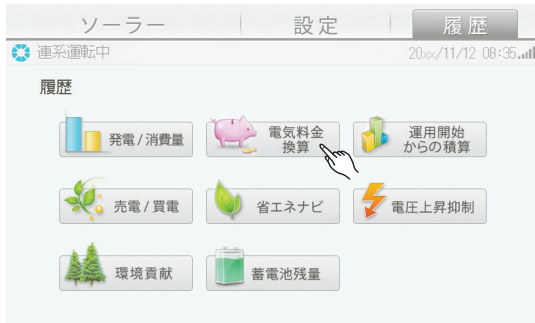 ソーラー 設定 履歴
連系運転中 20xx/11/12 08:35
履歴
発電/消費量 電気料金換算 運用開始からの積算
売電/買電 省エネナビ 電圧上昇抑制
環境貢献 蓄電池残量